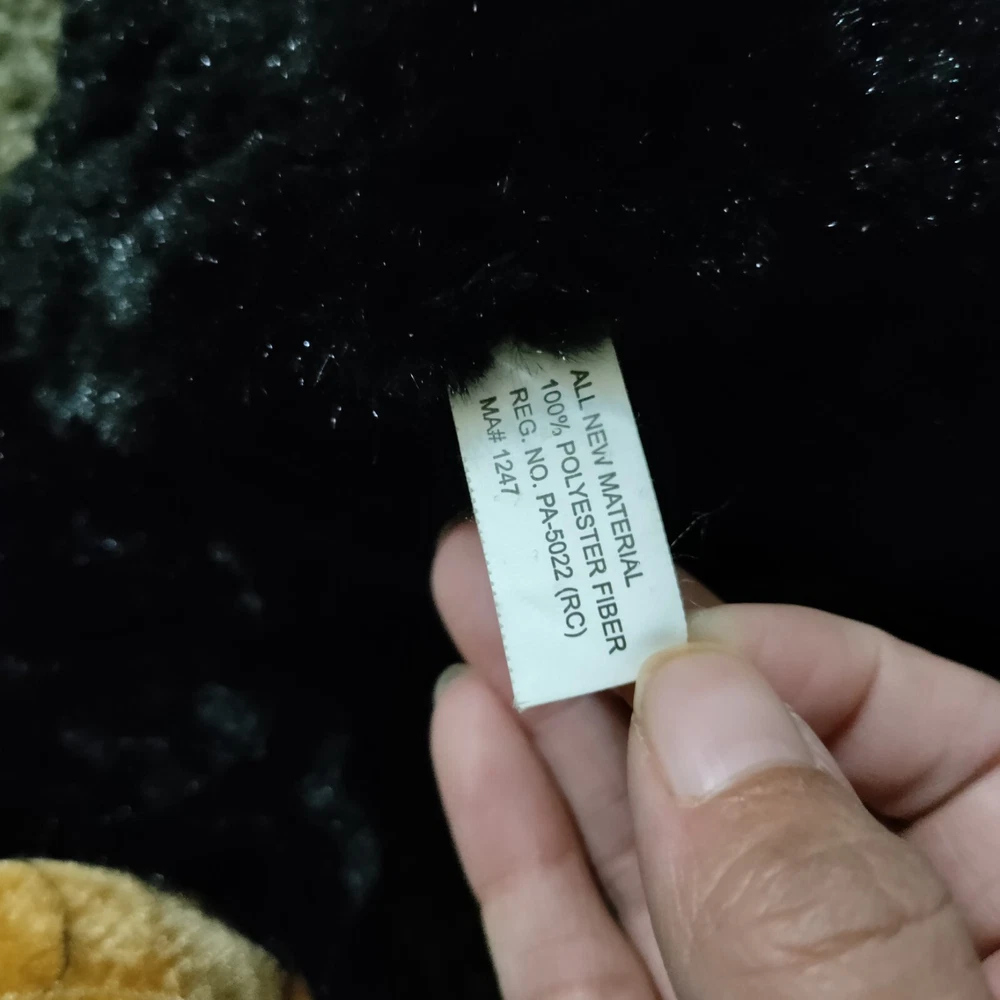 ALL NEW MATERIAL
100% POLYESTER FIBER
REG. NO. PA-5022 (RC)
MA# 1247